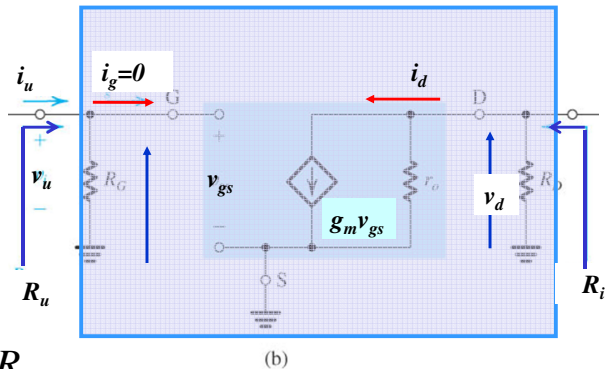 i_u
i_g=0
G
i_d
D
+
v_u
−
R_G
+
v_gs
−
g_m v_gs
r_o
v_d
R_D
R_u
S
R_i
R
(b)